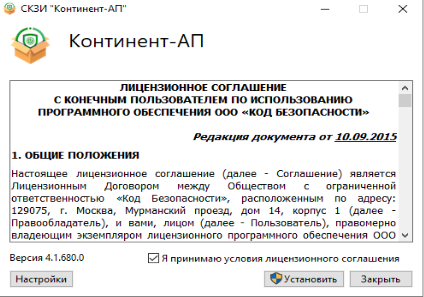 СКЗИ "Континент-АП"
Континент-АП
ЛИЦЕНЗИОННОЕ СОГЛАШЕНИЕ
С КОНЕЧНЫМ ПОЛЬЗОВАТЕЛЕМ ПО ИСПОЛЬЗОВАНИЮ
ПРОГРАММНОГО ОБЕСПЕЧЕНИЯ ООО «КОД БЕЗОПАСНОСТИ»
Редакция документа от 10.09.2015
1. ОБЩИЕ ПОЛОЖЕНИЯ
Настоящее лицензионное соглашение (далее - Соглашение) является
Лицензионным Договором между Обществом с ограниченной
ответственностью «Код Безопасности», расположенным по адресу:
129075, г. Москва, Мурманский проезд, дом 14, корпус 1 (далее -
Правообладатель), и вами, лицом (далее - Пользователь), правомерно
владеющим экземпляром лицензионного программного обеспечения ООО
Версия 4.1.680.0
Я принимаю условия лицензионного соглашения
Настройки
Установить
Закрыть